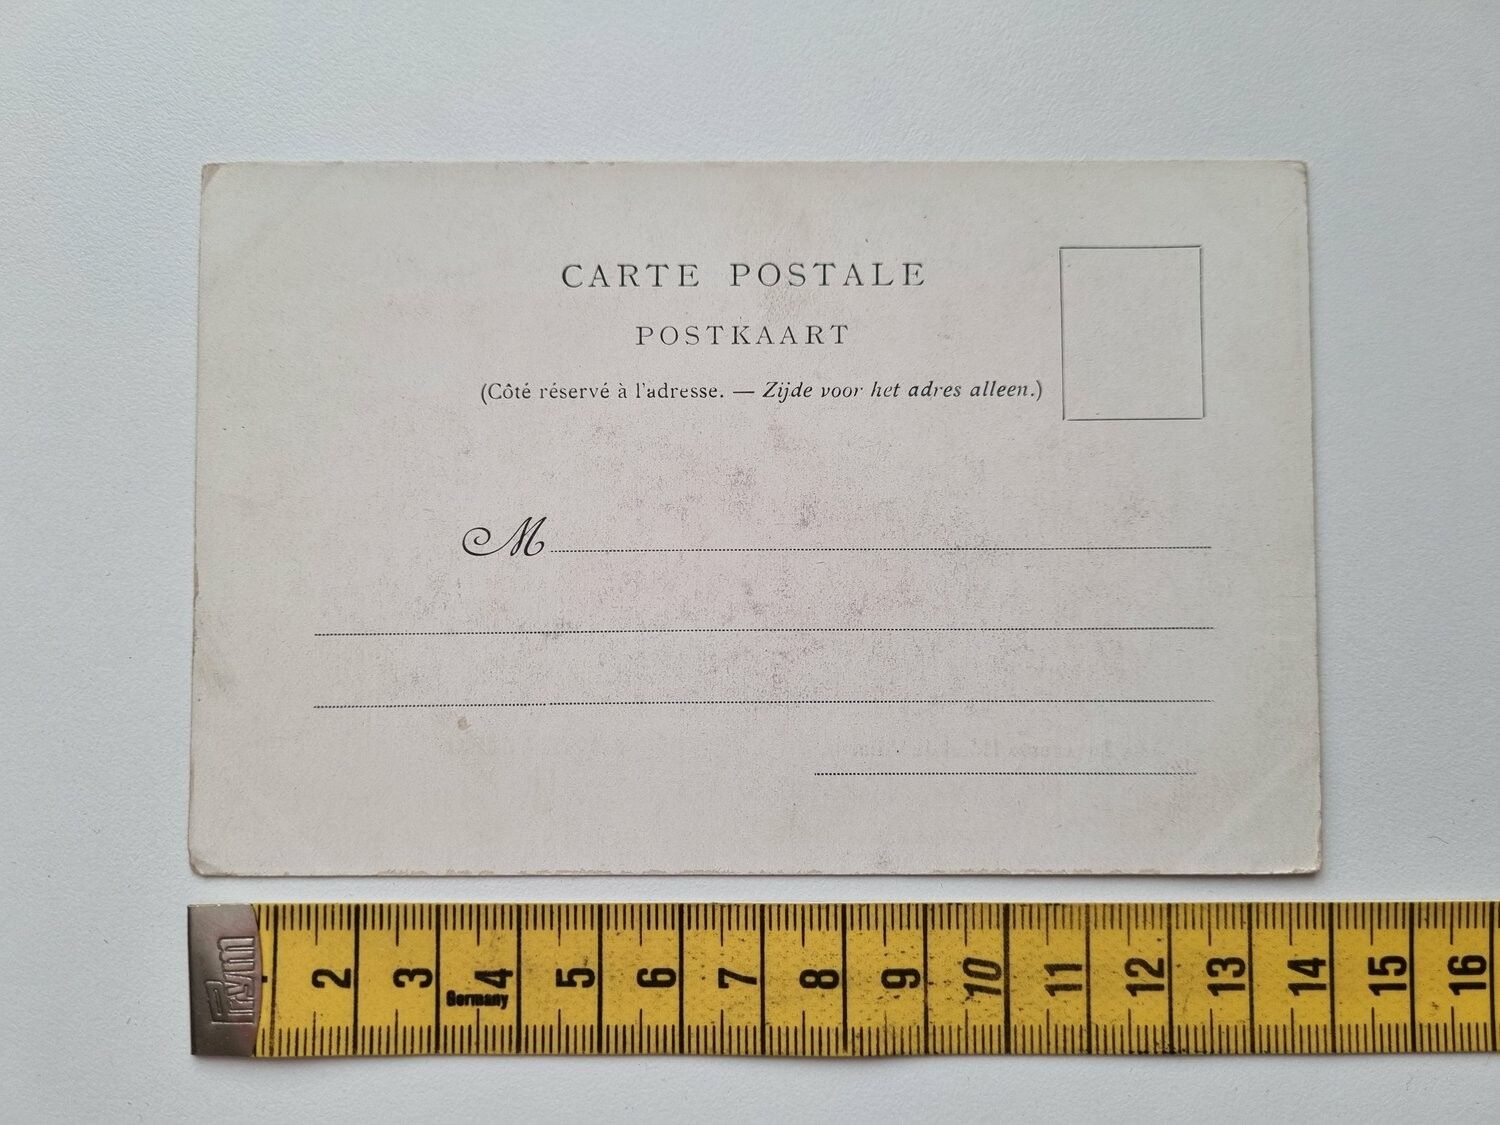 CARTE POSTALE
POSTKAART
(Côté réservé à l'adresse. — Zijde voor het adres alleen.)
M
Prym
2 3 4 5 6 7 8 9 10 11 12 13 14 15 16
Germany